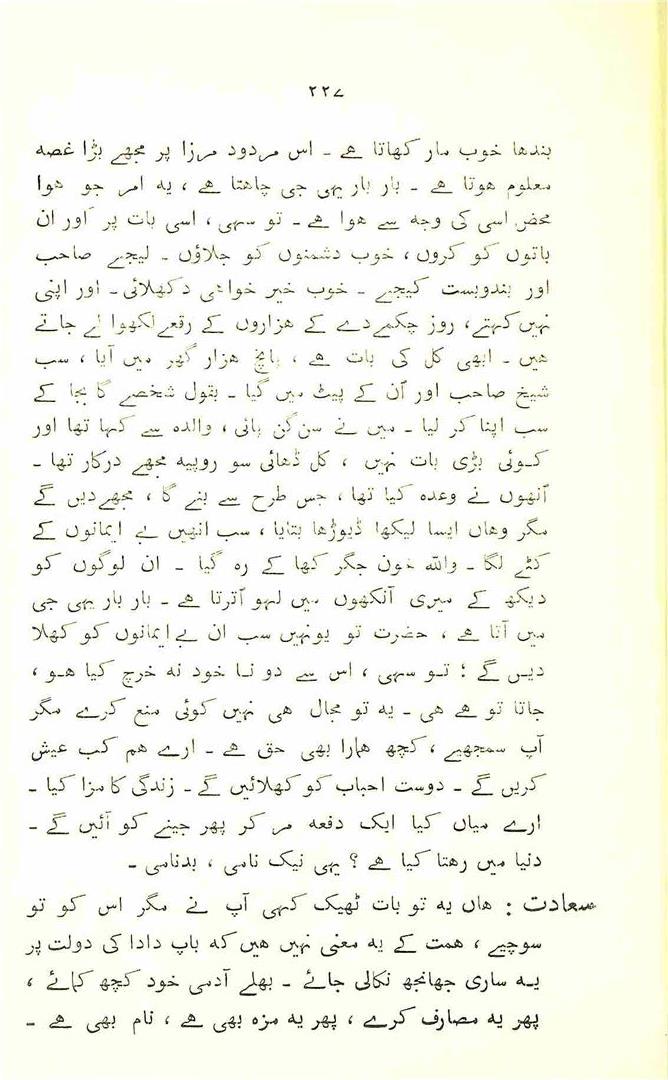 ۲۲۷
بندھا خوب مار کھاتا ہے ۔ اس مردود مرزا پر مجھے بڑا غصہ
معلوم ہوتا ہے ۔ بار بار یہی جی چاہتا ہے ، یہ امر جو ہوا
محض اسی کی وجہ سے ہوا ہے ۔ تو سہی ، اسی بات پر اور ان
باتوں کو کروں ، خوب دشمنوں کو جلاؤں ۔ لیجے صاحب
اور بندوبست کیجیے ۔ خوب خیر خواہی دکھلائی ۔ اور اپنی
نہیں کہتے، روز چکمے دے کے ہزاروں کے رقعے لکھوا لے جاتے
ہیں ۔ ابھی کل کی بات ہے ، پانچ ہزار گھر میں آیا ، سب
شیخ صاحب اور اُن کے پیٹ میں گیا ۔ بقول شخصے گا بجا کے
سب اپنا کر لیا ۔ میں نے سن گن پائی ، والدہ سے کہا تھا اور
کوئی بڑی بات نہیں ، کل ڈھائی سو روپیہ مجھے درکار تھا ۔
اُنھوں نے وعدہ کیا تھا ، جس طرح سے بنے گا ، مجھے دیں گے
مگر وہاں ایسا لیکھا ڈیوڑھا بتایا ، سب انھیں بے ایمانوں کے
کٹے لگا ۔ واللہ خون جگر کھا کے رہ گیا ۔ ان لوگوں کو
دیکھ کے میری آنکھوں میں لہو اُترتا ہے ۔ بار بار یہی جی
میں آتا ہے ، حضرت تو یونہیں سب ان بے ایمانوں کو کھلا
دیں گے ؛ تو سہی ، اس سے دونا خود نہ خرچ کیا ہو ،
جاتا تو ہے ہی ۔ یہ تو مجال ہی نہیں کوئی منع کرے مگر
آپ سمجھیے ، کچھ ہمارا بھی حق ہے ۔ ارے ہم کب عیش
کریں گے ۔ دوست احباب کو کھلائیں گے ۔ زندگی کا مزا کیا ۔
ارے میاں کیا ایک دفعہ مر کر پھر جینے کو آئیں گے ۔
دنیا میں رہتا کیا ہے ؟ یہی نیک نامی ، بدنامی ۔
سعادت : ہاں یہ تو بات ٹھیک کہی آپ نے مگر اس کو تو
سوچیے ، ہمت کے یہ معنی نہیں ہیں کہ باپ دادا کی دولت پر
یہ ساری جھانجھ نکالی جائے ۔ بھلے آدمی خود کچھ کمائے ،
پھر یہ مصارف کرے ، پھر یہ مزہ بھی ہے ، نام بھی ہے ۔